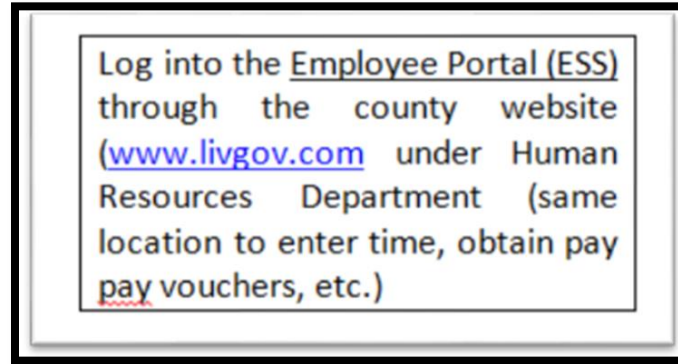 Log into the Employee Portal (ESS)
through the county website
(www.livgov.com under Human
Resources Department (same
location to enter time, obtain pay
pay vouchers, etc.)